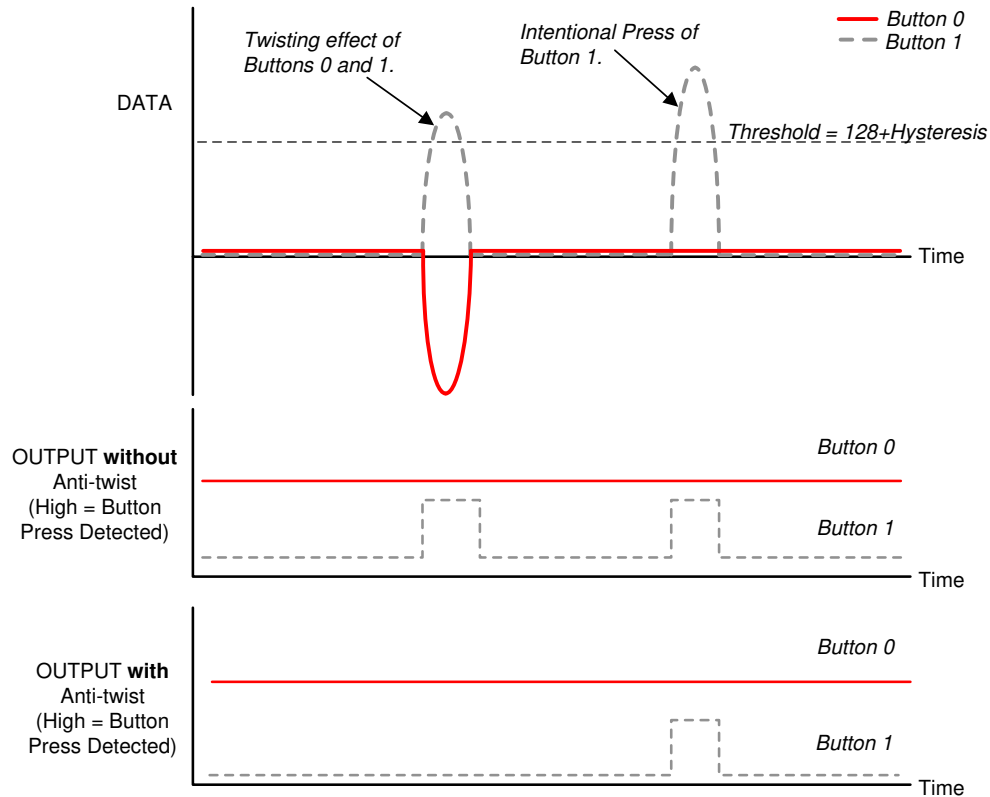 Twisting effect of
Buttons 0 and 1.
Intentional Press of
Button 1.
Button 0
Button 1
DATA
Threshold = 128+Hysteresis
Time
OUTPUT without
Anti-twist
(High = Button
Press Detected)
Button 0
Button 1
Time
OUTPUT with
Anti-twist
(High = Button
Press Detected)
Button 0
Button 1
Time